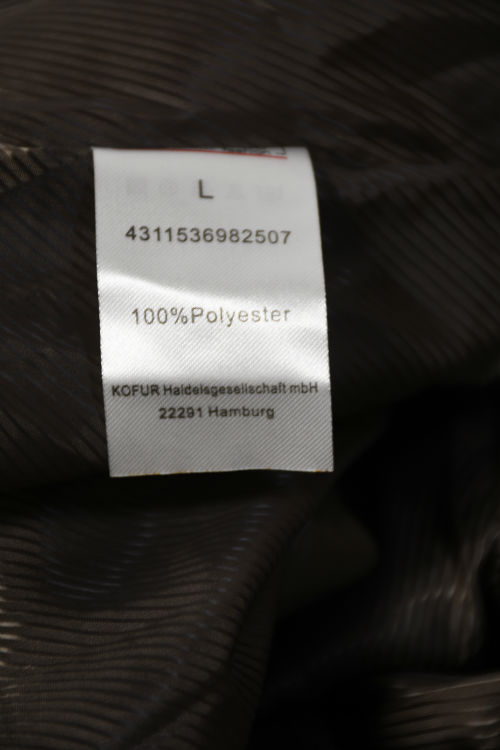 L
4311536982507
100%Polyester
KOFUR Haldelsgesellschaft mbH
22291 Hamburg